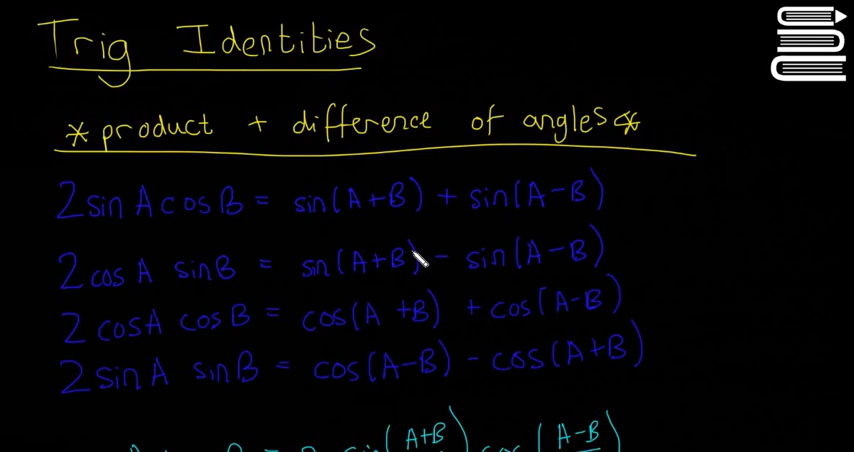 Trig Identities
* product + difference of angles *
2 sin A cos B = sin(A+B) + sin(A−B)
2 cos A sin B = sin(A+B) − sin(A−B)
2 cos A cos B = cos(A+B) + cos(A−B)
2 sin A sin B = cos(A−B) − cos(A+B)
A+B A−B